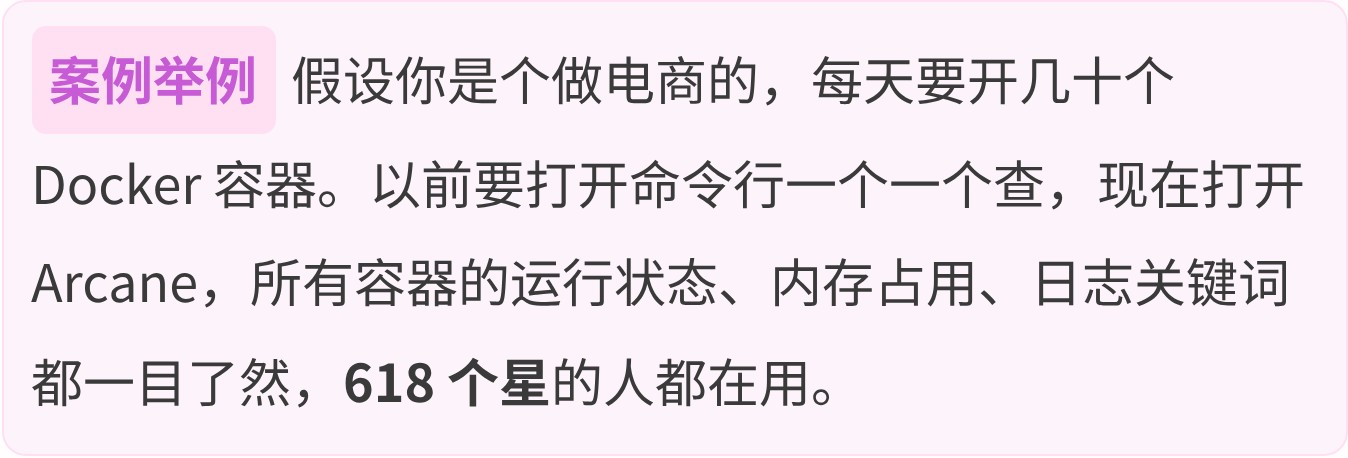 案例举例 假设你是个做电商的，每天要开几十个
Docker 容器。以前要打开命令行一个一个查，现在打开
Arcane，所有容器的运行状态、内存占用、日志关键词
都一目了然，618 个星的人都在用。